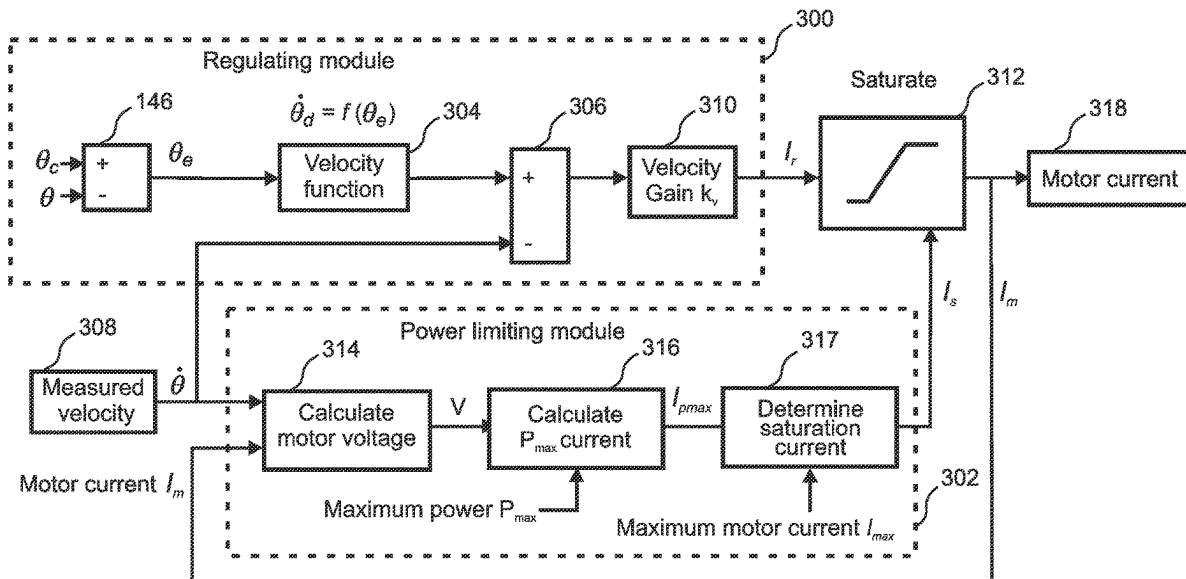 300
Regulating module
Saturate
312
146
θ̇d = f (θe)
304
306
310
318
θc
+
-
θ
θe
Velocity
function
+
-
Velocity
Gain kv
Ir
Motor current
Is
Im
308
Power limiting module
314
316
317
Measured
velocity
θ̇
Calculate
motor voltage
V
Calculate
Pmax current
Ipmax
Determine
saturation
current
Motor current Im
Maximum power Pmax
Maximum motor current Imax
302